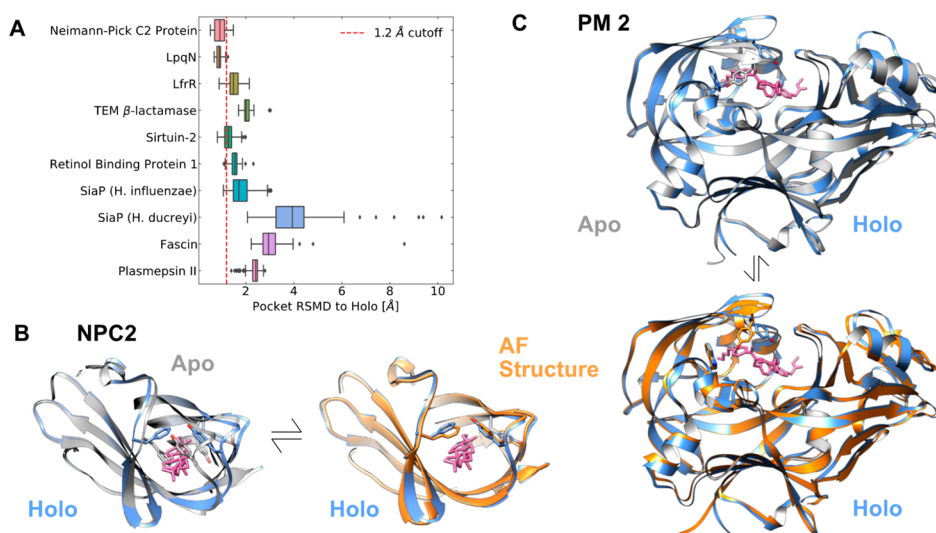 A
Neimann-Pick C2 Protein
LpqN
LfrR
TEM β-lactamase
Sirtuin-2
Retinol Binding Protein 1
SiaP (H. influenzae)
SiaP (H. ducreyi)
Fascin
Plasmepsin II
1.2 Å cutoff
2 4 6 8 10
Pocket RSMD to Holo [Å]
B
NPC2
Apo
Holo
AF
Structure
Holo
C
PM 2
Apo
Holo
Holo